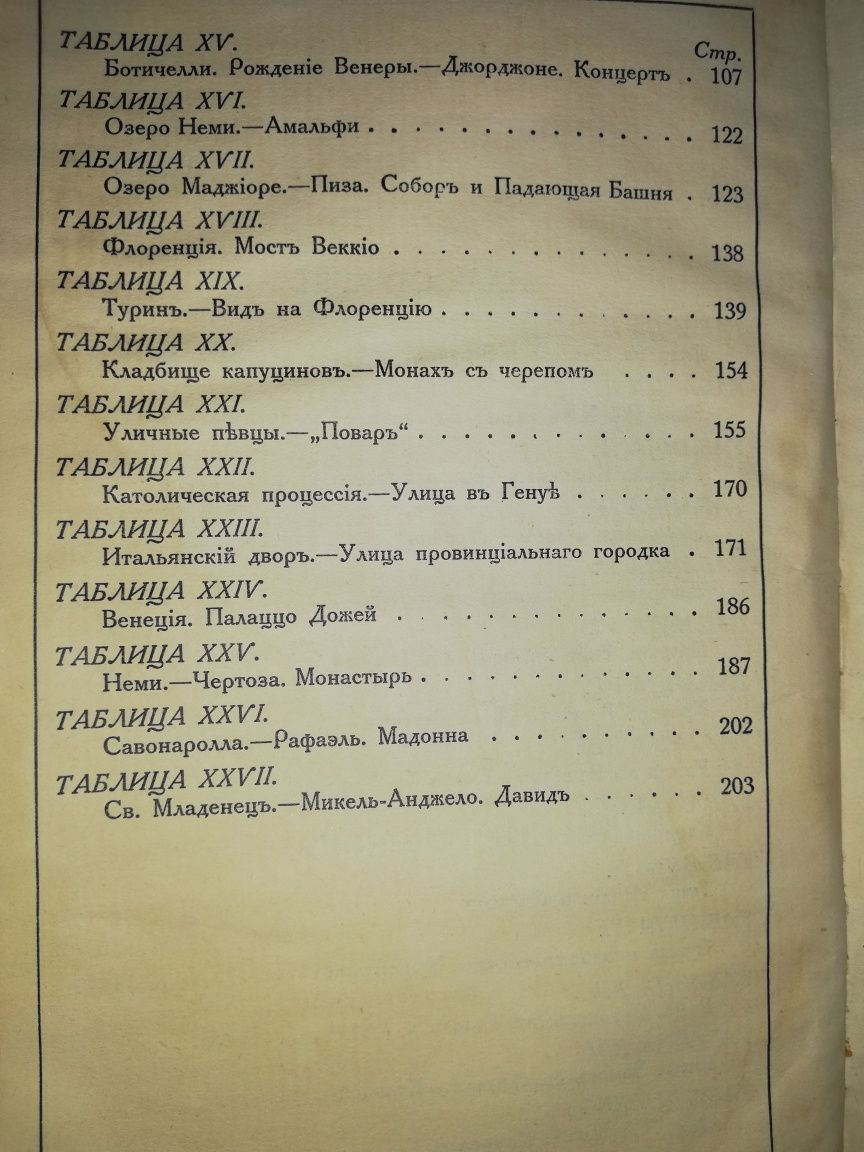 ТАБЛИЦА XV.
Стр.
Ботичелли. Рожденіе Венеры.—Джорджоне. Концертъ . 107
ТАБЛИЦА XVI.
Озеро Неми.—Амальфи . . . . . . . . . . . . . . 122
ТАБЛИЦА XVII.
Озеро Маджіоре.—Пиза. Соборъ и Падающая Башня . 123
ТАБЛИЦА XVIII.
Флоренція. Мостъ Веккіо . . . . . . . . . . . . . 138
ТАБЛИЦА XIX.
Туринъ.—Видъ на Флоренцію . . . . . . . . . . . 139
ТАБЛИЦА XX.
Кладбище капуциновъ.—Монахъ съ черепомъ . . . . 154
ТАБЛИЦА XXI.
Уличные пѣвцы.—„Поваръ“ . . . . . . . . . . . . 155
ТАБЛИЦА XXII.
Католическая процессія.—Улица въ Генуѣ . . . . . . 170
ТАБЛИЦА XXIII.
Итальянскій дворъ.—Улица провинціальнаго городка . 171
ТАБЛИЦА XXIV.
Венеція. Палаццо Дожей . . . . . . . . . . . . . 186
ТАБЛИЦА XXV.
Неми.—Чертоза. Монастырь . . . . . . . . . . . . 187
ТАБЛИЦА XXVI.
Савонаролла.—Рафаэль. Мадонна . . . . . . . . . . 202
ТАБЛИЦА XXVII.
Св. Младенецъ.—Микель-Анджело. Давидъ . . . . . . 203